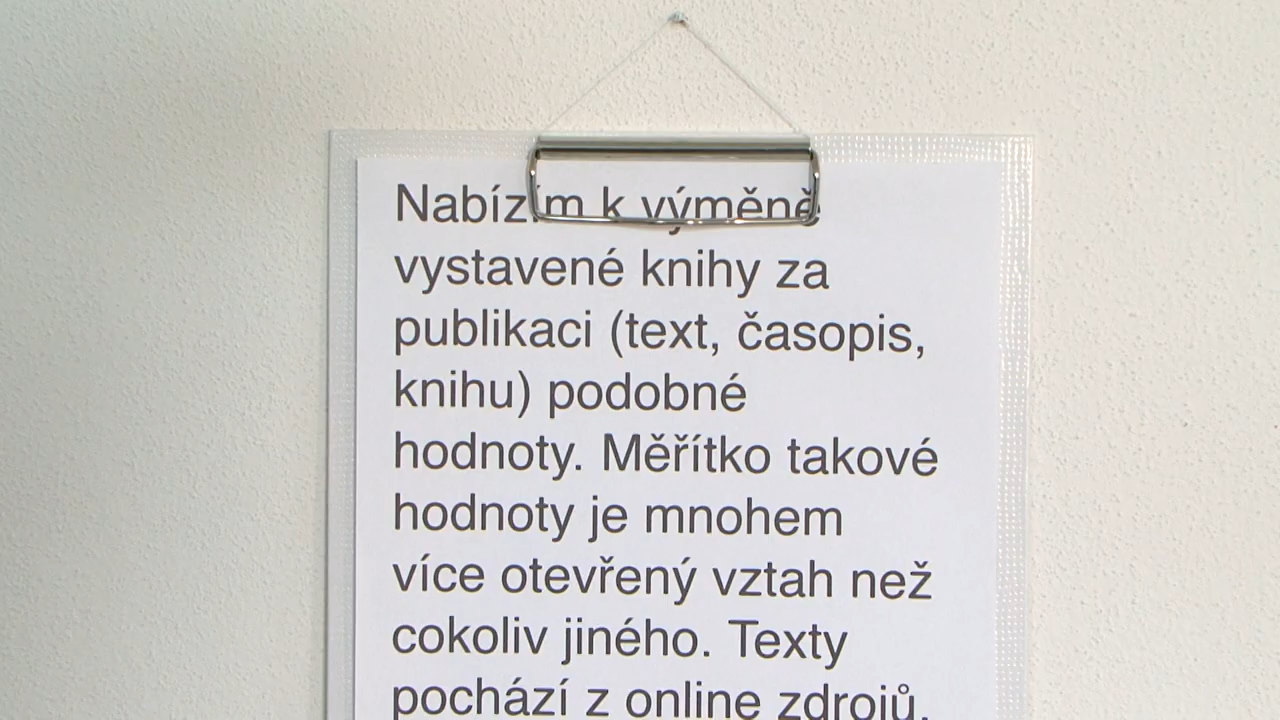 Nabízím k výměně
vystavené knihy za
publikaci (text, časopis,
knihu) podobné
hodnoty. Měřítko takové
hodnoty je mnohem
více otevřený vztah než
cokoliv jiného. Texty
pochází z online zdrojů.